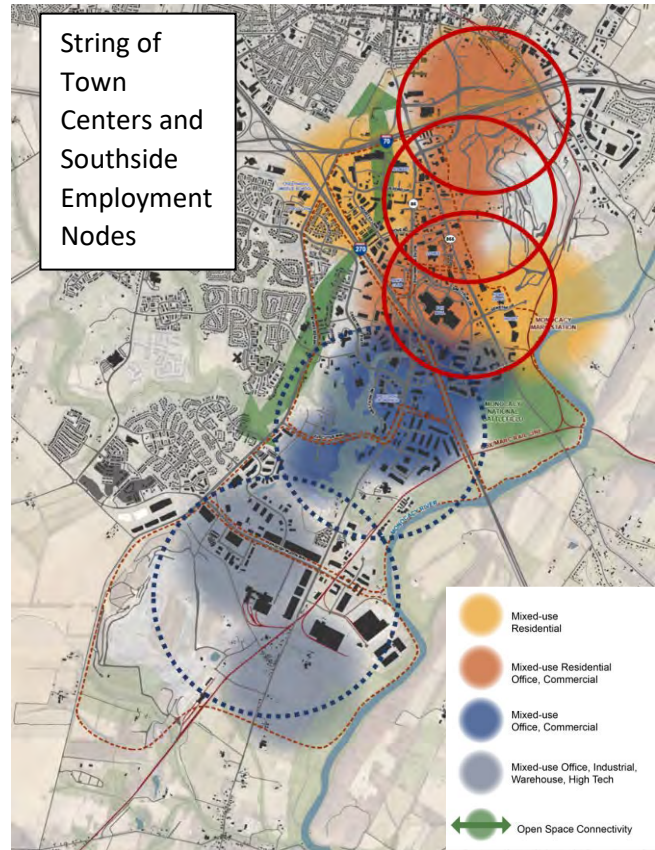 String of
Town
Centers and
Southside
Employment
Nodes
70
85
355
270
MONOCACY
MARC STATION
MONOCACY
NATIONAL
BATTLEFIELD
Mixed-use
Residential
Mixed-use Residential
Office, Commercial
Mixed-use
Office, Commercial
Mixed-use Office, Industrial,
Warehouse, High Tech
Open Space Connectivity